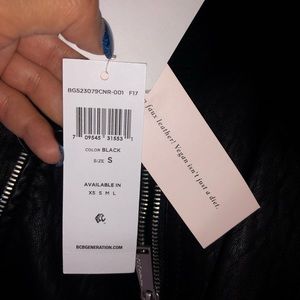 BG523079CNR-001 F17
7 09545 31553 1
COLOR BLACK
SIZE S
AVAILABLE IN
XS S M L
BCBGENERATION.COM
faux leather! Vegan isn't just a diet.